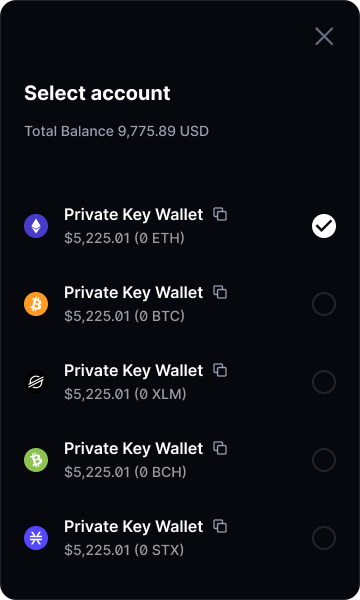 Select account
Total Balance 9,775.89 USD
Private Key Wallet
$5,225.01 (0 ETH)
Private Key Wallet
$5,225.01 (0 BTC)
Private Key Wallet
$5,225.01 (0 XLM)
Private Key Wallet
$5,225.01 (0 BCH)
Private Key Wallet
$5,225.01 (0 STX)